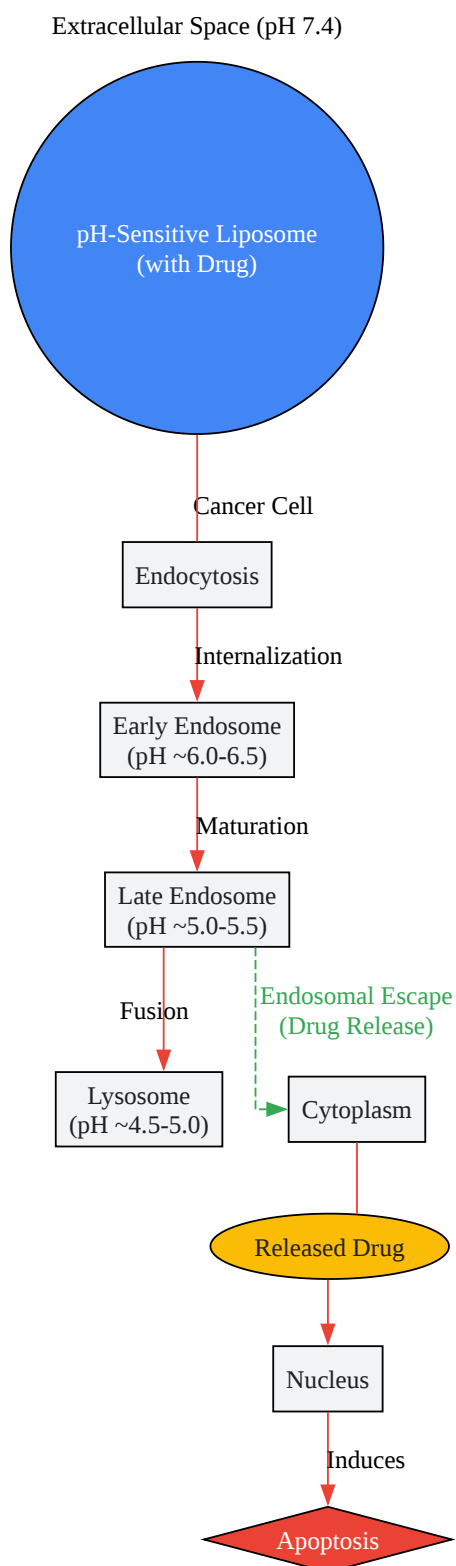 Extracellular Space (pH 7.4)
pH-Sensitive Liposome
(with Drug)
Cancer Cell
Endocytosis
Internalization
Early Endosome
(pH ~6.0-6.5)
Maturation
Late Endosome
(pH ~5.0-5.5)
Fusion
Endosomal Escape
(Drug Release)
Lysosome
(pH ~4.5-5.0)
Cytoplasm
Released Drug
Nucleus
Induces
Apoptosis